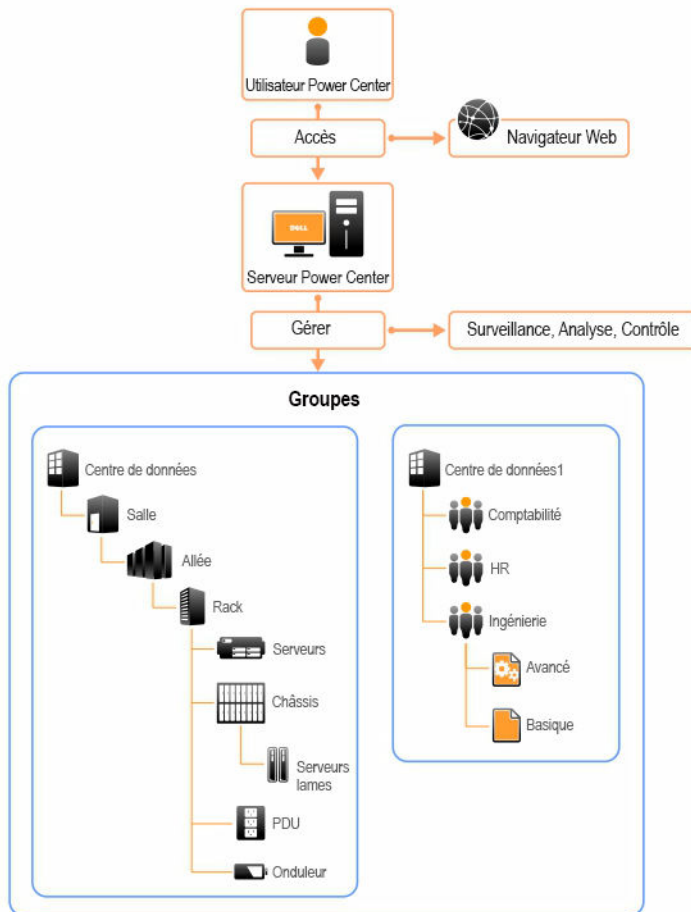 Utilisateur Power Center
Accès
Navigateur Web
DELL
Serveur Power Center
Gérer
Surveillance, Analyse, Contrôle
Groupes
Centre de données
Salle
Allée
Rack
Serveurs
Châssis
Serveurs
lames
PDU
Onduleur
Centre de données1
Comptabilité
HR
Ingénierie
Avancé
Basique